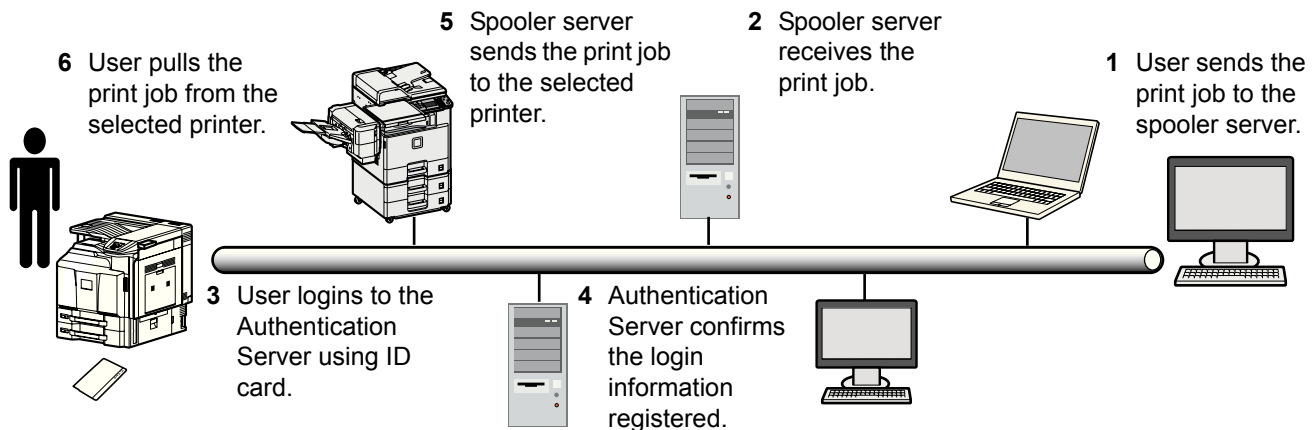 5 Spooler server
sends the print job
to the selected
printer.
2 Spooler server
receives the
print job.
6 User pulls the
print job from the
selected printer.
1 User sends the
print job to the
spooler server.
3 User logins to the
Authentication
Server using ID
card.
4 Authentication
Server confirms
the login
information
registered.